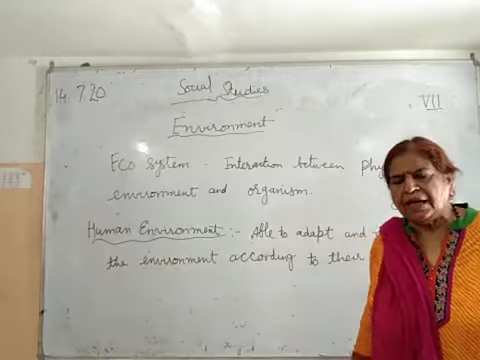 14.7.20
Social Studies
VII
Environment
Eco system - Interaction between phy
environment and organism.
Human Environment :- Able to adapt and
the environment according to their